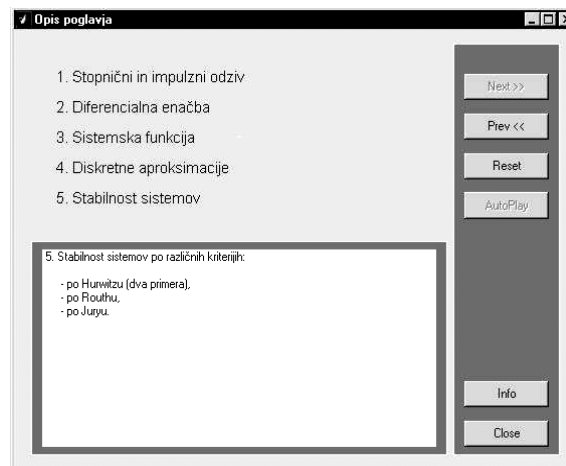 Opis poglavja
1. Stopnični in impulzni odziv
2. Diferencialna enačba
3. Sistemska funkcija
4. Diskretne aproksimacije
5. Stabilnost sistemov
5. Stabilnost sistemov po različnih kriterijih:
- po Hurwitzu (dva primera),
- po Routhu,
- po Juryu.
Next >>
Prev <<
Reset
AutoPlay
Info
Close